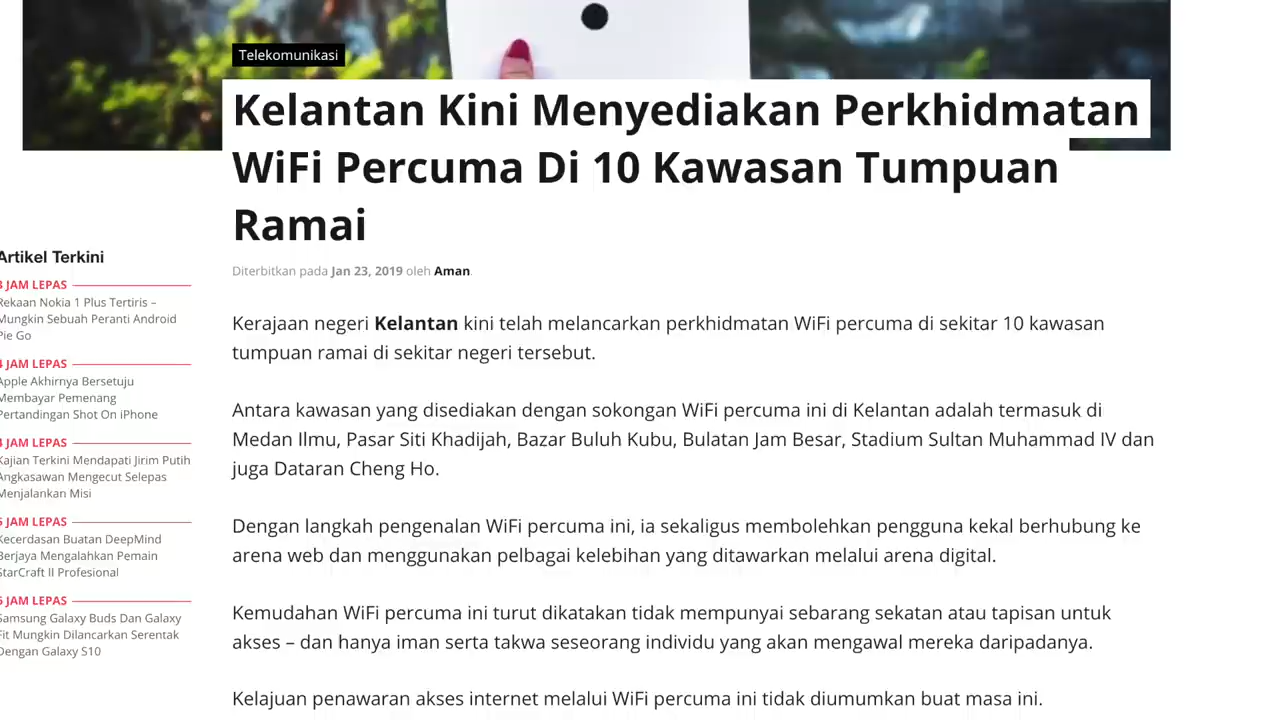 Telekomunikasi
Kelantan Kini Menyediakan Perkhidmatan
WiFi Percuma Di 10 Kawasan Tumpuan
Ramai
Diterbitkan pada Jan 23, 2019 oleh Aman.
Artikel Terkini
JAM LEPAS
Rekaan Nokia 1 Plus Tertiris –
Mungkin Sebuah Peranti Android
Pie Go
JAM LEPAS
Apple Akhirnya Bersetuju
Membayar Pemenang
Pertandingan Shot On iPhone
JAM LEPAS
Kajian Terkini Mendapati Jirim Putih
Angkasawan Mengecut Selepas
Menjalankan Misi
JAM LEPAS
Kecerdasan Buatan DeepMind
Berjaya Mengalahkan Pemain
StarCraft II Profesional
JAM LEPAS
Samsung Galaxy Buds Dan Galaxy
Fit Mungkin Dilancarkan Serentak
Dengan Galaxy S10
Kerajaan negeri Kelantan kini telah melancarkan perkhidmatan WiFi percuma di sekitar 10 kawasan
tumpuan ramai di sekitar negeri tersebut.
Antara kawasan yang disediakan dengan sokongan WiFi percuma ini di Kelantan adalah termasuk di
Medan Ilmu, Pasar Siti Khadijah, Bazar Buluh Kubu, Bulatan Jam Besar, Stadium Sultan Muhammad IV dan
juga Dataran Cheng Ho.
Dengan langkah pengenalan WiFi percuma ini, ia sekaligus membolehkan pengguna kekal berhubung ke
arena web dan menggunakan pelbagai kelebihan yang ditawarkan melalui arena digital.
Kemudahan WiFi percuma ini turut dikatakan tidak mempunyai sebarang sekatan atau tapisan untuk
akses – dan hanya iman serta takwa seseorang individu yang akan mengawal mereka daripadanya.
Kelajuan penawaran akses internet melalui WiFi percuma ini tidak diumumkan buat masa ini.